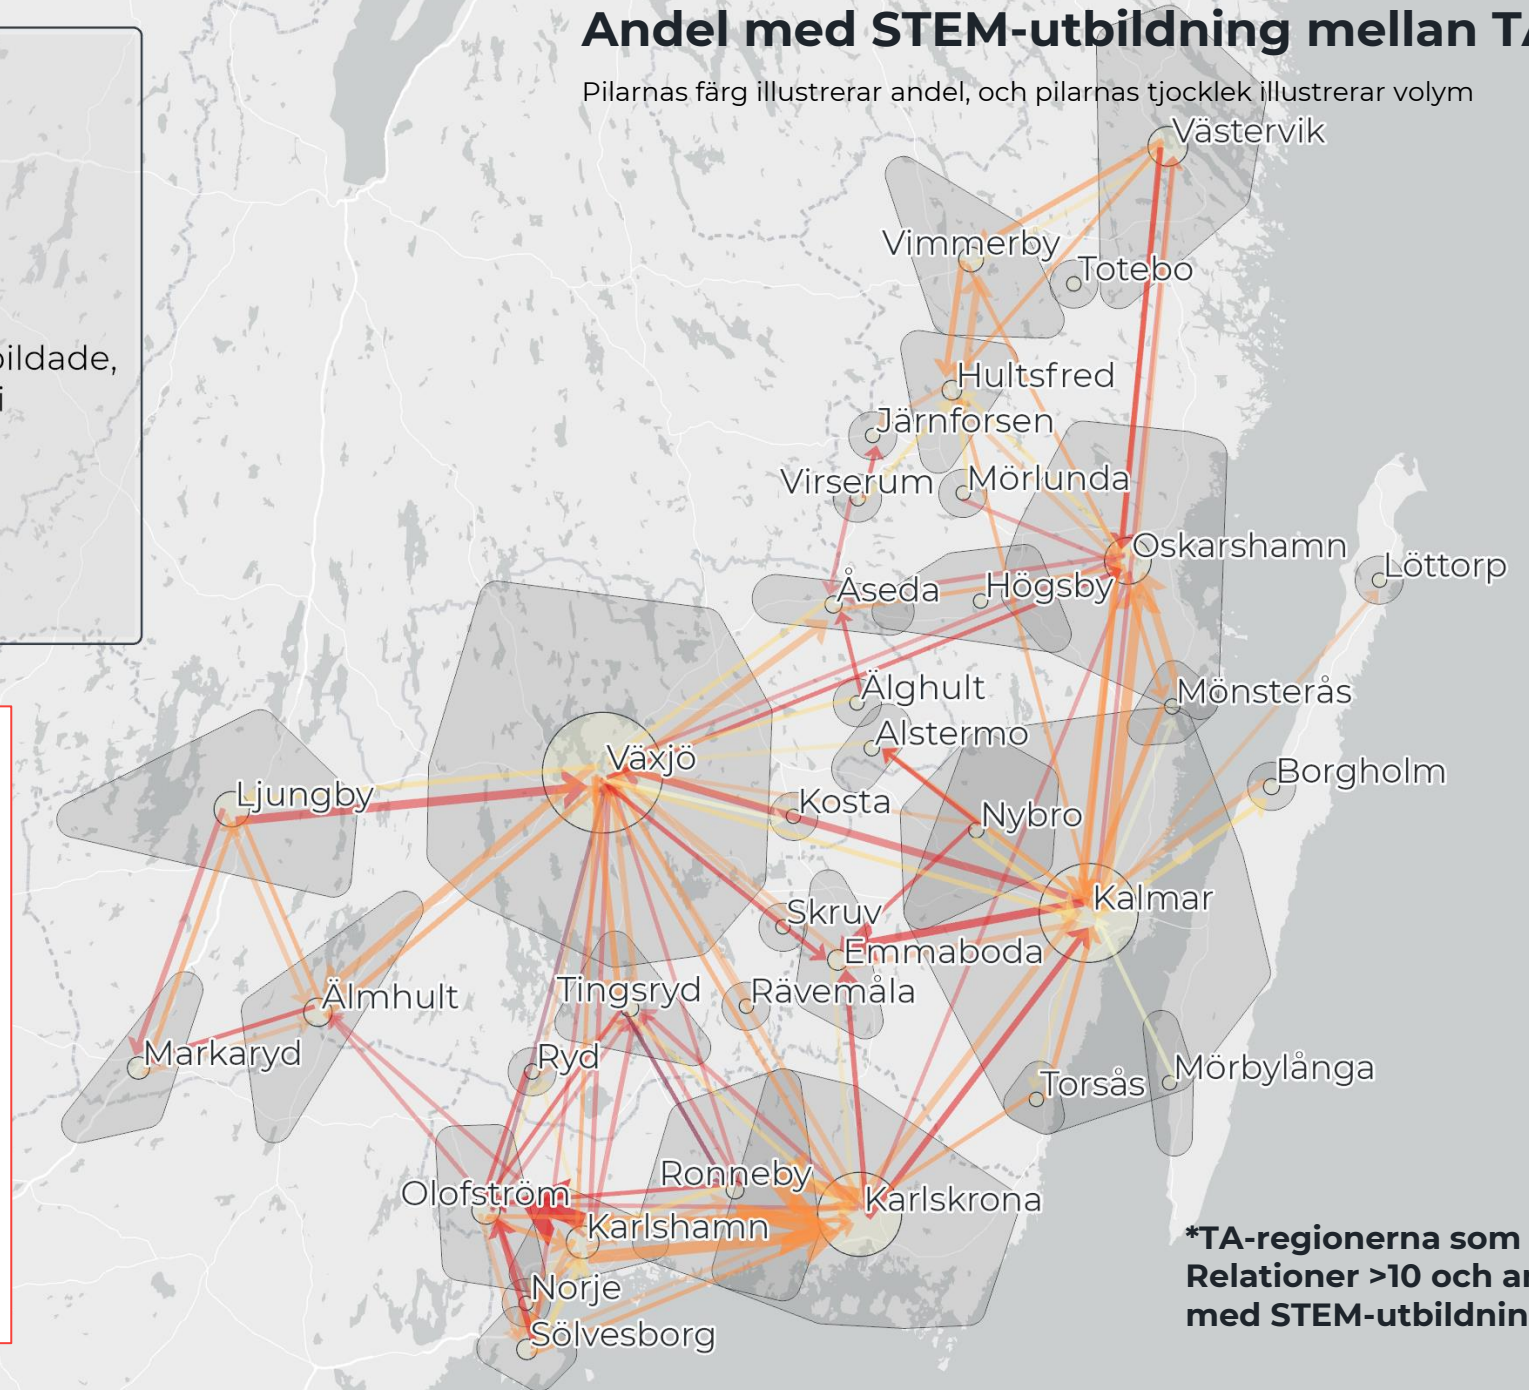 Andel med STEM-utbildning mellan TA
Pilarnas färg illustrerar andel, och pilarnas tjocklek illustrerar volym
Västervik
Vimmerby
Totebo
bildade,
i
Hultsfred
Järnforsen
Virserum
Mörlunda
Oskarshamn
Löttorp
Åseda
Högsby
Älghult
Mönsterås
Alstermo
Växjö
Borgholm
Ljungby
Kosta
Nybro
Kalmar
Skruv
Emmaboda
Tingsryd
Rävemåla
Älmhult
Markaryd
Ryd
Torsås
Mörbylånga
Ronneby
Olofström
Karlskrona
Karlshamn
Norje
Sölvesborg
*TA-regionerna som
Relationer >10 och an
med STEM-utbildnin